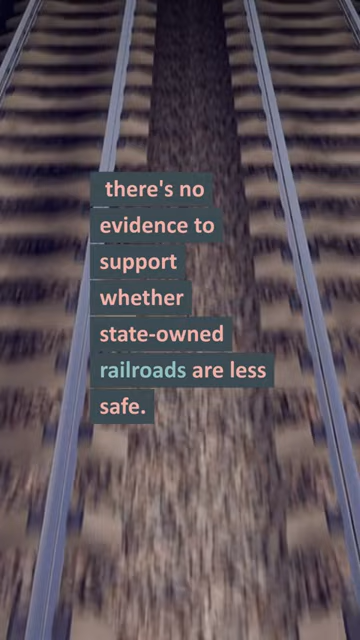 there's no
evidence to
support
whether
state-owned
railroads are less
safe.